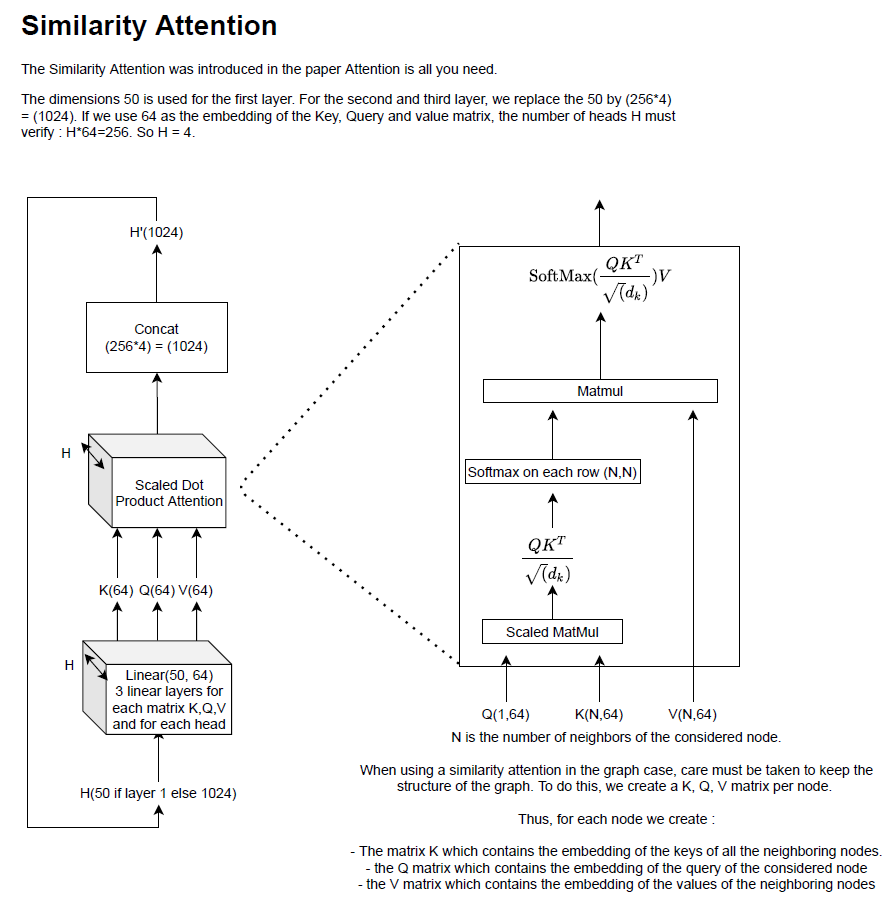 Similarity Attention
The Similarity Attention was introduced in the paper Attention is all you need.
The dimensions 50 is used for the first layer. For the second and third layer, we replace the 50 by (256*4)
= (1024). If we use 64 as the embedding of the Key, Query and value matrix, the number of heads H must
verify : H*64=256. So H = 4.
H'(1024)
Concat
(256*4) = (1024)
H
Scaled Dot
Product Attention
K(64) Q(64) V(64)
H
Linear(50, 64)
3 linear layers for
each matrix K,Q,V
and for each head
H(50 if layer 1 else 1024)
SoftMax(QK^T/√(d_k))V
Matmul
Softmax on each row (N,N)
QK^T
√(d_k)
Scaled MatMul
Q(1,64) K(N,64) V(N,64)
N is the number of neighbors of the considered node.
When using a similarity attention in the graph case, care must be taken to keep the
structure of the graph. To do this, we create a K, Q, V matrix per node.
Thus, for each node we create :
- The matrix K which contains the embedding of the keys of all the neighboring nodes.
- the Q matrix which contains the embedding of the query of the considered node
- the V matrix which contains the embedding of the values of the neighboring nodes